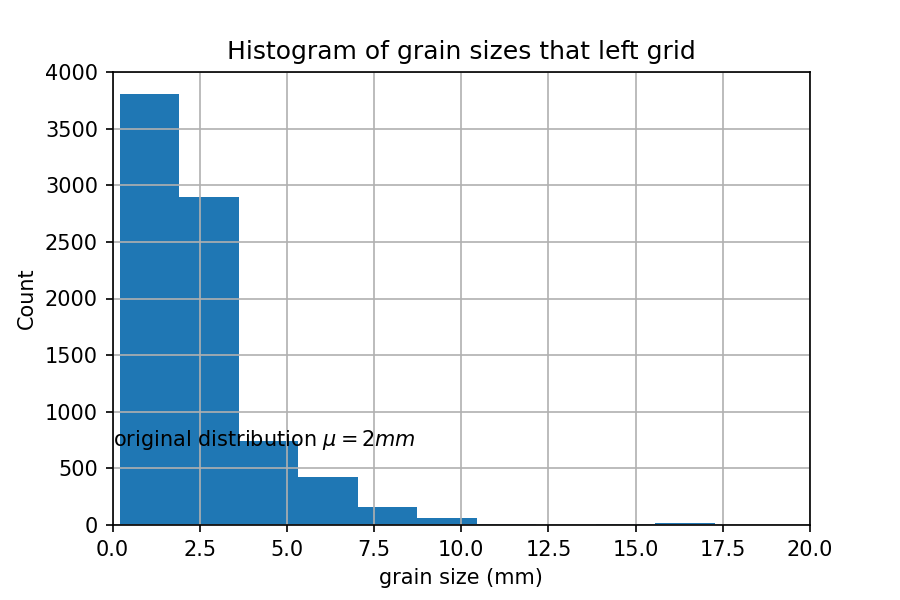 Histogram of grain sizes that left grid
4000
3500
3000
2500
2000
1500
1000
500
0
Count
original distribution μ = 2mm
0.0 2.5 5.0 7.5 10.0 12.5 15.0 17.5 20.0
grain size (mm)